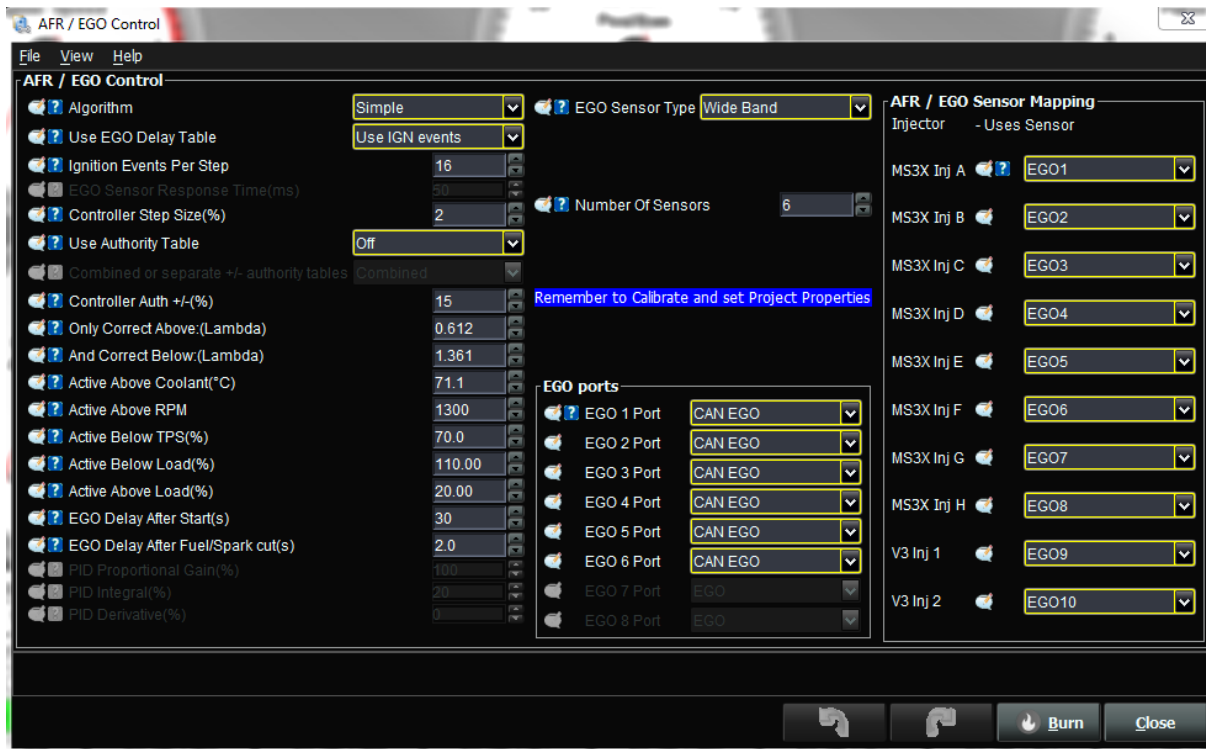 AFR / EGO Control
File View Help
AFR / EGO Control
Algorithm Simple
Use EGO Delay Table Use IGN events
Ignition Events Per Step 16
EGO Sensor Response Time(ms) 50
Controller Step Size(%) 2
Use Authority Table Off
Combined or separate +/- authority tables Combined
Controller Auth +/-(%) 15
Only Correct Above:(Lambda) 0.612
And Correct Below:(Lambda) 1.361
Active Above Coolant(°C) 71.1
Active Above RPM 1300
Active Below TPS(%) 70.0
Active Below Load(%) 110.00
Active Above Load(%) 20.00
EGO Delay After Start(s) 30
EGO Delay After Fuel/Spark cut(s) 2.0
PID Proportional Gain(%) 100
PID Integral(%) 20
PID Derivative(%) 0
EGO Sensor Type Wide Band
Number Of Sensors 6
Remember to Calibrate and set Project Properties
EGO ports
EGO 1 Port CAN EGO
EGO 2 Port CAN EGO
EGO 3 Port CAN EGO
EGO 4 Port CAN EGO
EGO 5 Port CAN EGO
EGO 6 Port CAN EGO
EGO 7 Port EGO
EGO 8 Port EGO
AFR / EGO Sensor Mapping
Injector - Uses Sensor
MS3X Inj A EGO1
MS3X Inj B EGO2
MS3X Inj C EGO3
MS3X Inj D EGO4
MS3X Inj E EGO5
MS3X Inj F EGO6
MS3X Inj G EGO7
MS3X Inj H EGO8
V3 Inj 1 EGO9
V3 Inj 2 EGO10
Burn Close